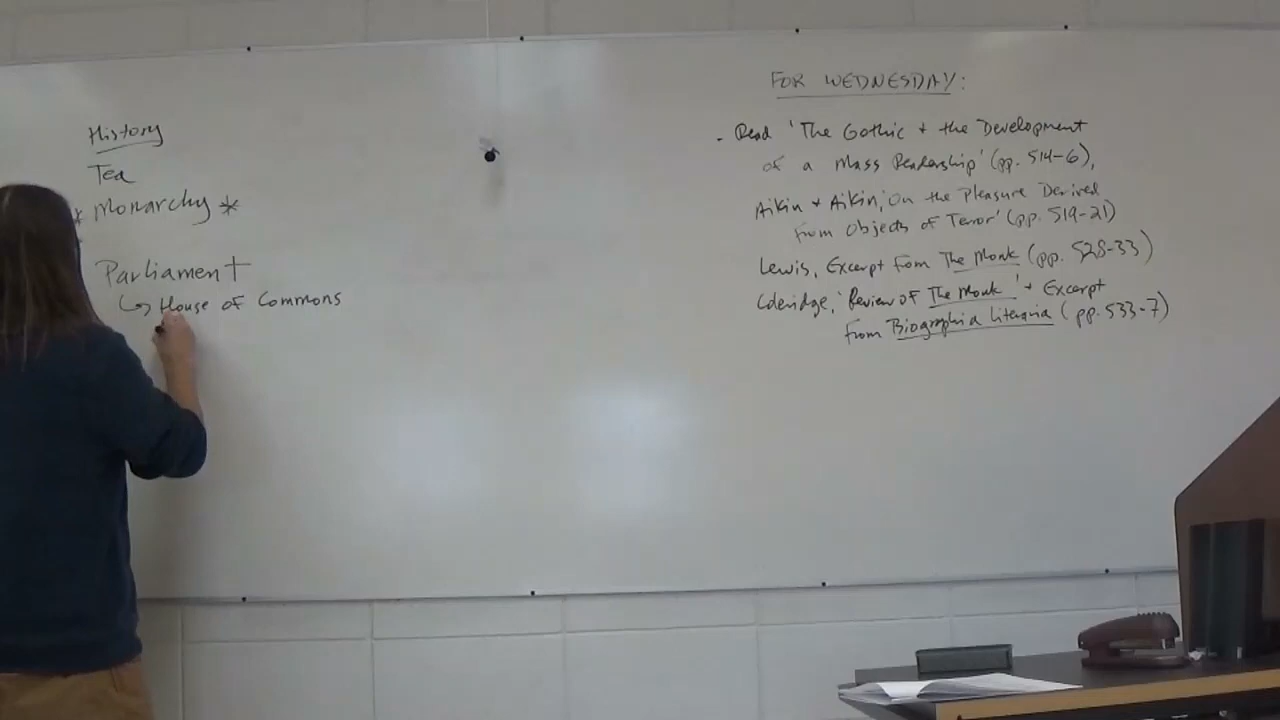 History
Tea
* Monarchy *
Parliament
↳ House of Commons
FOR WEDNESDAY:
- Read 'The Gothic + the Development
of a Mass Readership' (pp. 514-6),
Aikin + Aikin, 'On the Pleasure Derived
from Objects of Terror' (pp. 519-21)
Lewis, Excerpt from The Monk (pp. 528-33)
Coleridge, 'Review of The Monk' + Excerpt
from Biographia Literaria (pp. 533-7)